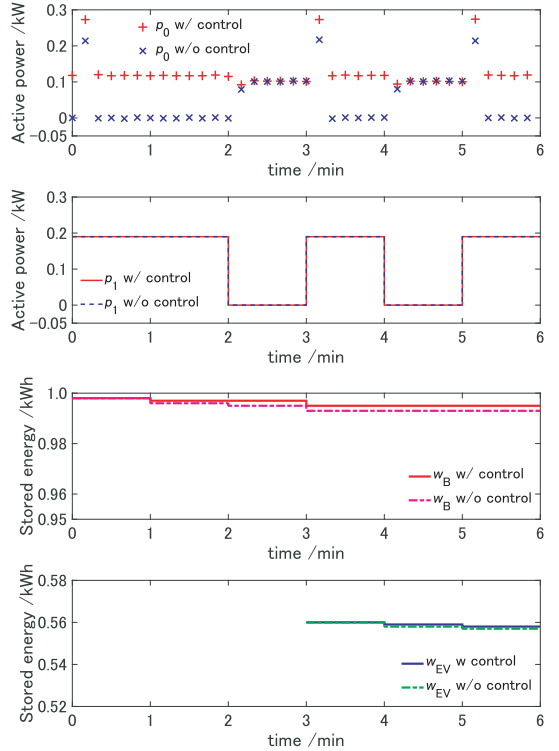 Active power /kW
0.3
0.2
0.1
0
-0.05
p0 w/ control
p0 w/o control
0 1 2 3 4 5 6
time /min
Active power /kW
0.3
0.2
0.1
0
-0.05
p1 w/ control
p1 w/o control
0 1 2 3 4 5 6
time /min
Stored energy /kWh
1.0
0.98
0.96
0.95
wB w/ control
wB w/o control
0 1 2 3 4 5 6
time /min
Stored energy /kWh
0.58
0.56
0.54
0.52
wEV w control
wEV w/o control
0 1 2 3 4 5 6
time /min